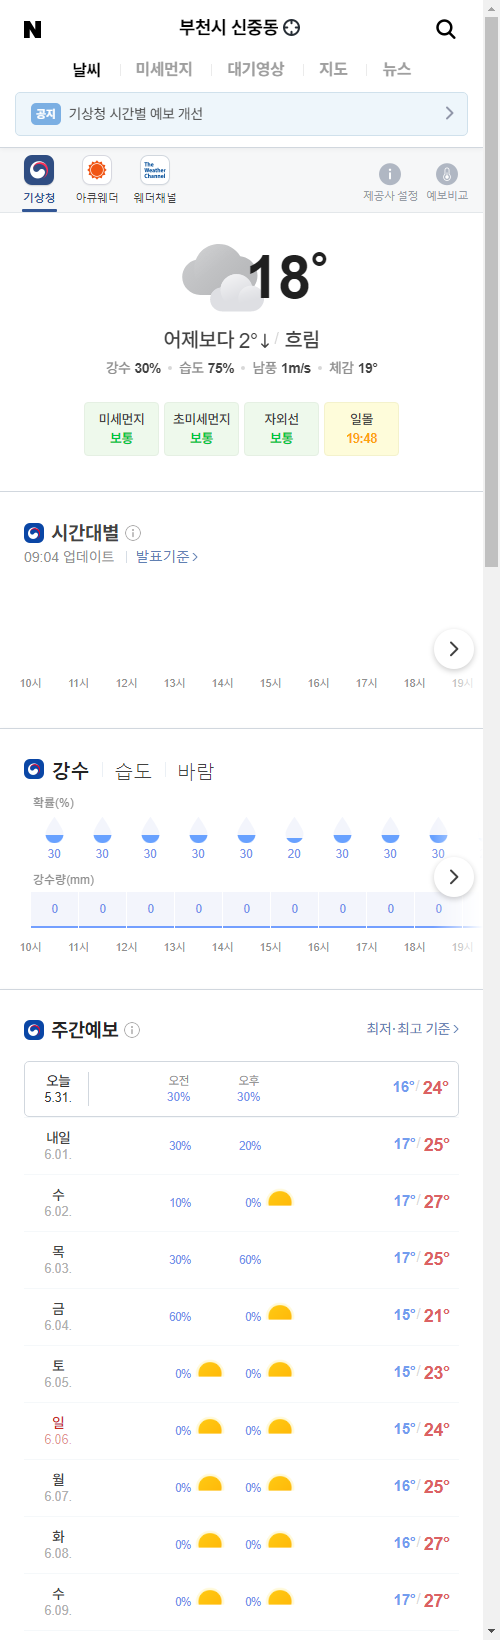 N
부천시 신중동
날씨 미세먼지 대기영상 지도 뉴스
공지 기상청 시간별 예보 개선
The Weather Channel
기상청 아큐웨더 웨더채널 제공사 설정 예보비교
18°
어제보다 2°↓ / 흐림
강수 30% • 습도 75% • 남풍 1m/s • 체감 19°
미세먼지 초미세먼지 자외선 일몰
보통 보통 보통 19:48
시간대별
09:04 업데이트 발표기준 >
10시 11시 12시 13시 14시 15시 16시 17시 18시 19시
강수 습도 바람
확률(%)
30 30 30 30 30 20 30 30 30
강수량(mm)
0 0 0 0 0 0 0 0 0
10시 11시 12시 13시 14시 15시 16시 17시 18시 19시
주간예보 최저·최고 기준 >
오늘 오전 오후
5.31. 30% 30% 16° / 24°
내일
6.01. 30% 20% 17° / 25°
수
6.02. 10% 0% 17° / 27°
목
6.03. 30% 60% 17° / 25°
금
6.04. 60% 0% 15° / 21°
토
6.05. 0% 0% 15° / 23°
일
6.06. 0% 0% 15° / 24°
월
6.07. 0% 0% 16° / 25°
화
6.08. 0% 0% 16° / 27°
수
6.09. 0% 0% 17° / 27°